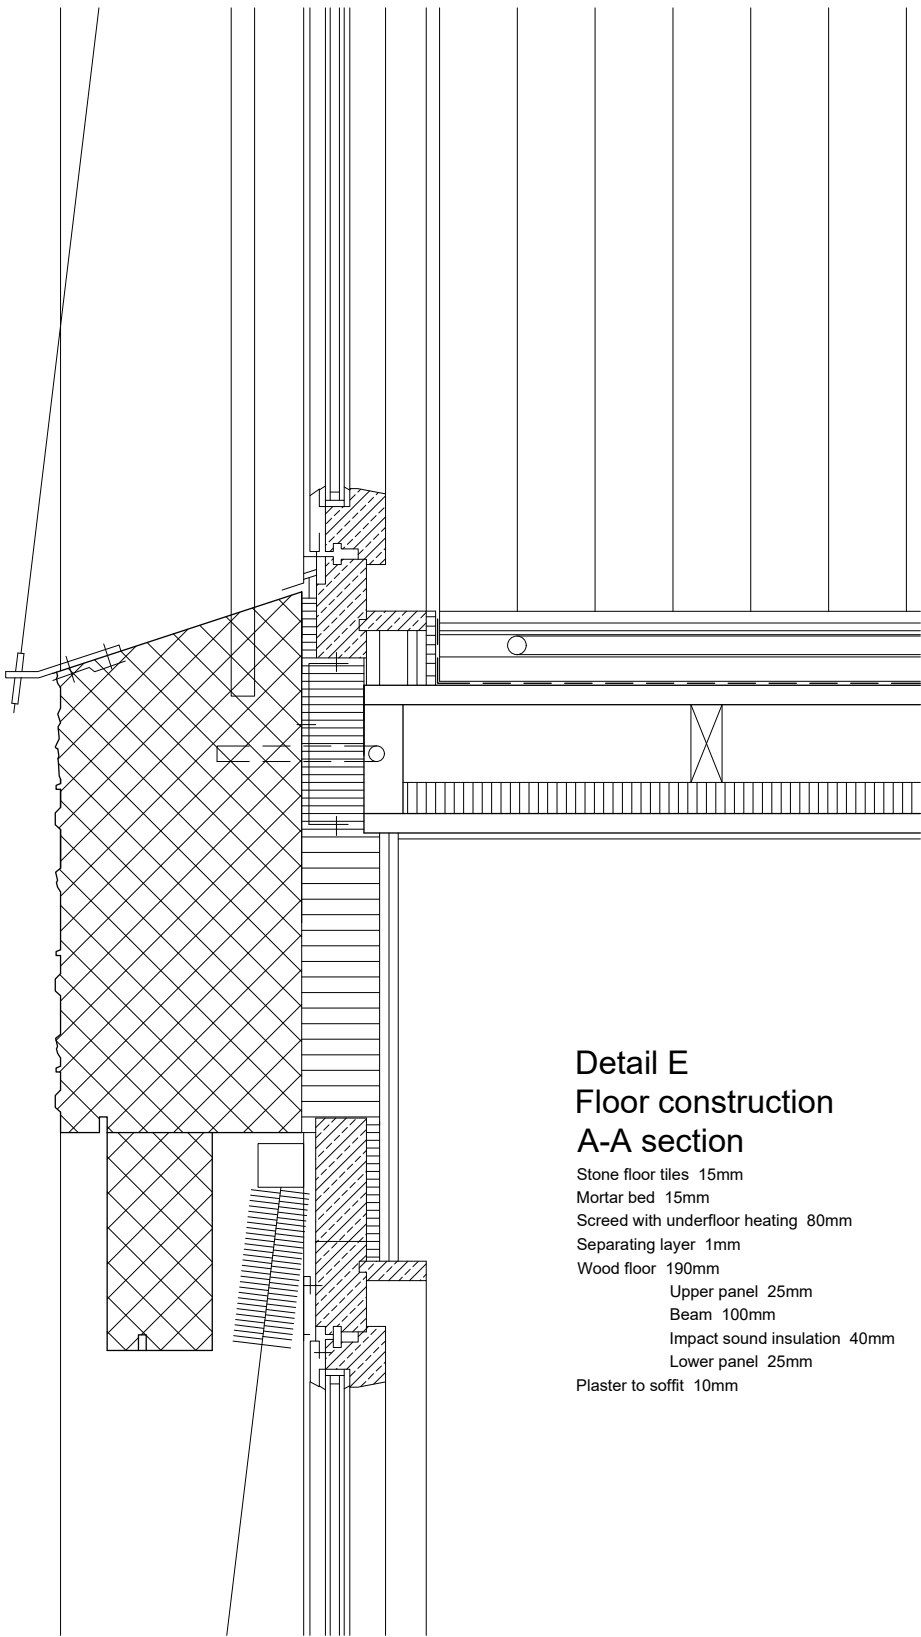 Detail E
Floor construction
A-A section
Stone floor tiles 15mm
Mortar bed 15mm
Screed with underfloor heating 80mm
Separating layer 1mm
Wood floor 190mm
Upper panel 25mm
Beam 100mm
Impact sound insulation 40mm
Lower panel 25mm
Plaster to soffit 10mm